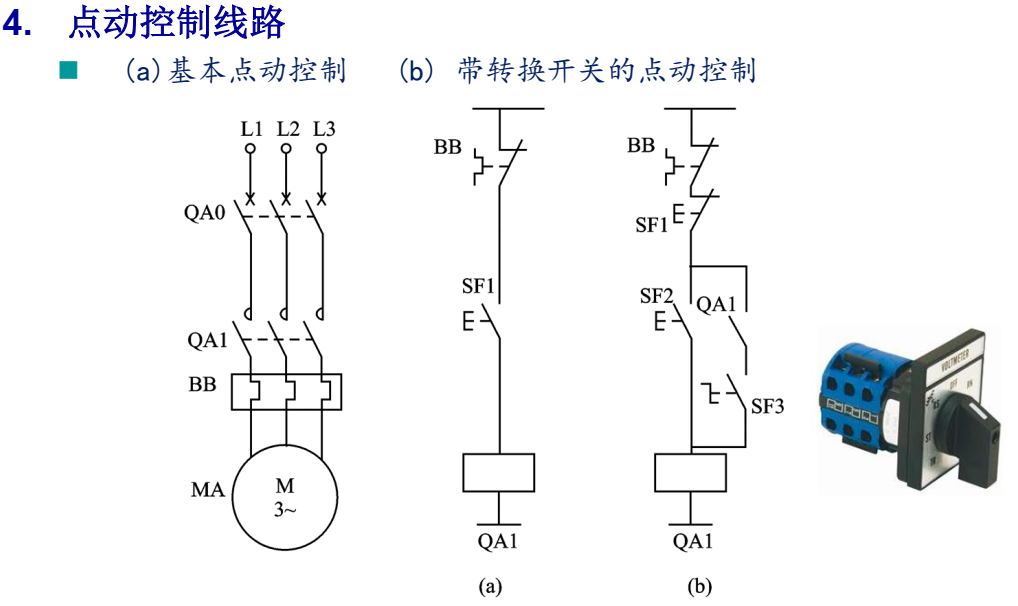 4. 点动控制线路
(a)基本点动控制 (b) 带转换开关的点动控制
L1 L2 L3
QA0
QA1
BB
MA
M
3~
BB
SF1
QA1
(a)
BB
SF1
SF2
QA1
SF3
QA1
(b)
VOLTMETER
OFF